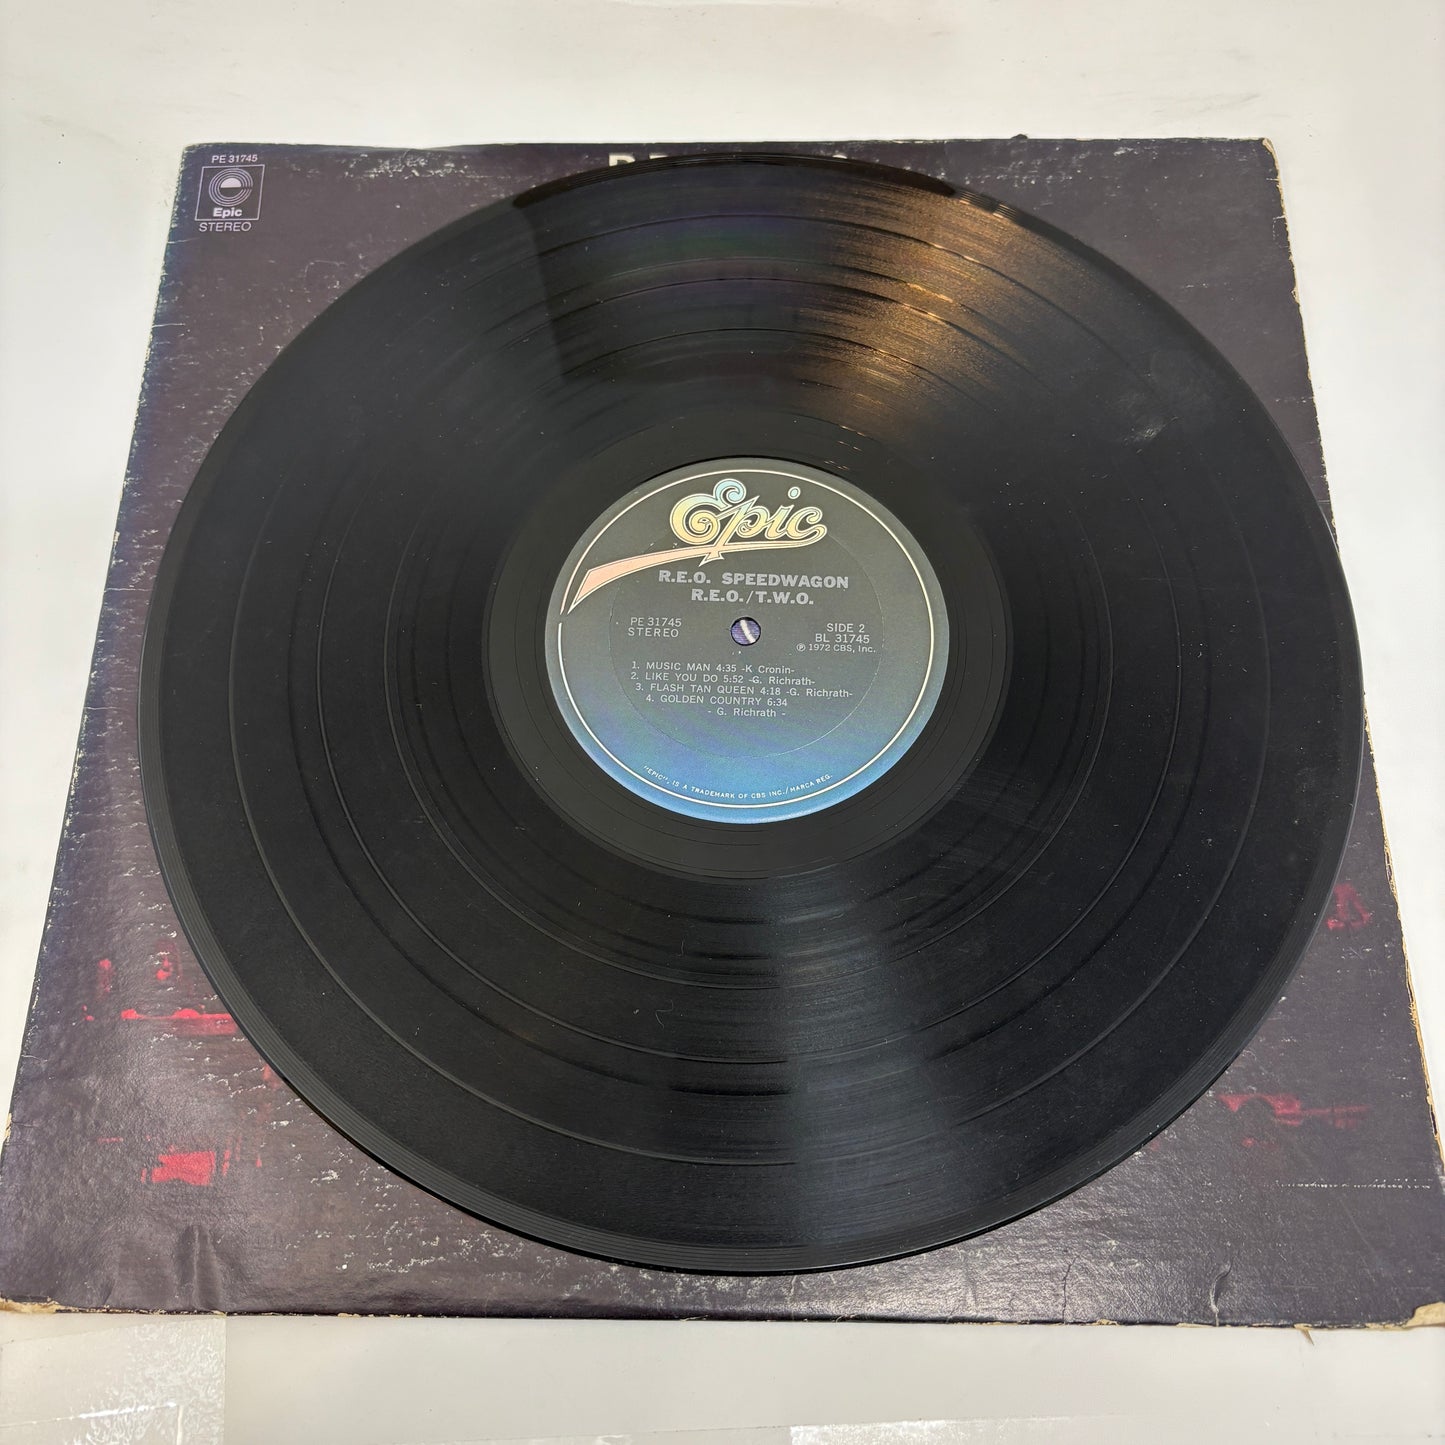 PE 31745
Epic
STEREO
Epic
R.E.O. SPEEDWAGON
R.E.O./T.W.O.
PE 31745
STEREO
SIDE 2
BL 31745
℗ 1972 CBS, Inc.
1. MUSIC MAN 4:35 -K Cronin-
2. LIKE YOU DO 5:52 -G. Richrath-
3. FLASH TAN QUEEN 4:18 -G. Richrath-
4. GOLDEN COUNTRY 6:34
- G. Richrath -
"EPIC", IS A TRADEMARK OF CBS INC./MARCA REG.